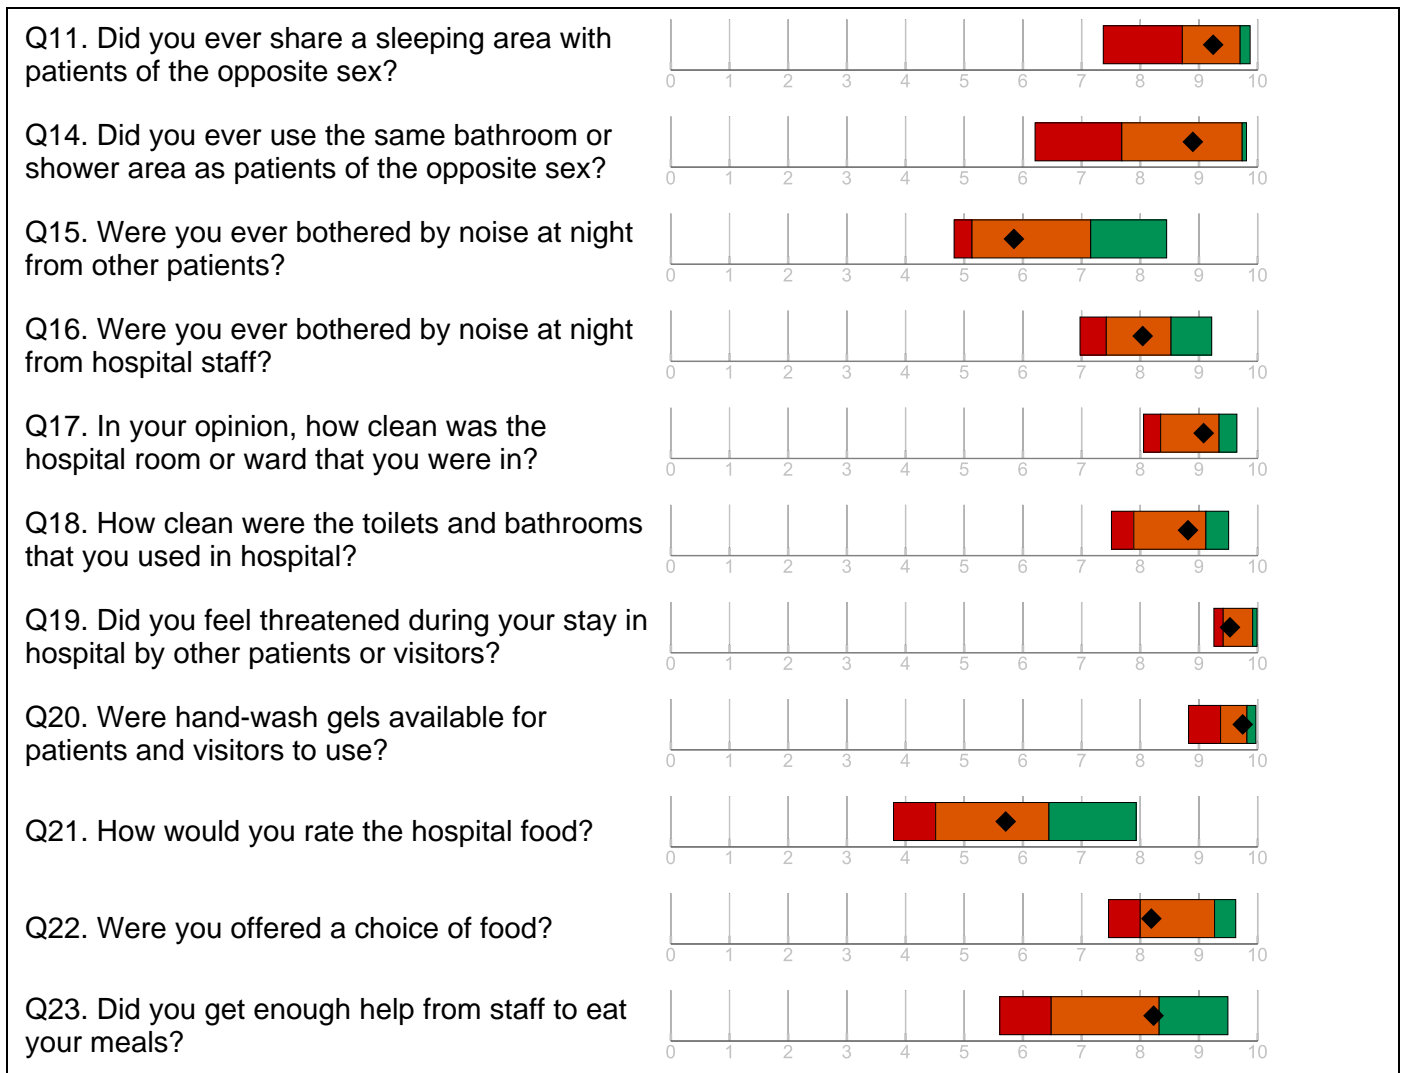 Q11. Did you ever share a sleeping area with
patients of the opposite sex?
0 1 2 3 4 5 6 7 8 9 10
Q14. Did you ever use the same bathroom or
shower area as patients of the opposite sex?
0 1 2 3 4 5 6 7 8 9 10
Q15. Were you ever bothered by noise at night
from other patients?
0 1 2 3 4 5 6 7 8 9 10
Q16. Were you ever bothered by noise at night
from hospital staff?
0 1 2 3 4 5 6 7 8 9 10
Q17. In your opinion, how clean was the
hospital room or ward that you were in?
0 1 2 3 4 5 6 7 8 9 10
Q18. How clean were the toilets and bathrooms
that you used in hospital?
0 1 2 3 4 5 6 7 8 9 10
Q19. Did you feel threatened during your stay in
hospital by other patients or visitors?
0 1 2 3 4 5 6 7 8 9 10
Q20. Were hand-wash gels available for
patients and visitors to use?
0 1 2 3 4 5 6 7 8 9 10
Q21. How would you rate the hospital food?
0 1 2 3 4 5 6 7 8 9 10
Q22. Were you offered a choice of food?
0 1 2 3 4 5 6 7 8 9 10
Q23. Did you get enough help from staff to eat
your meals?
0 1 2 3 4 5 6 7 8 9 10